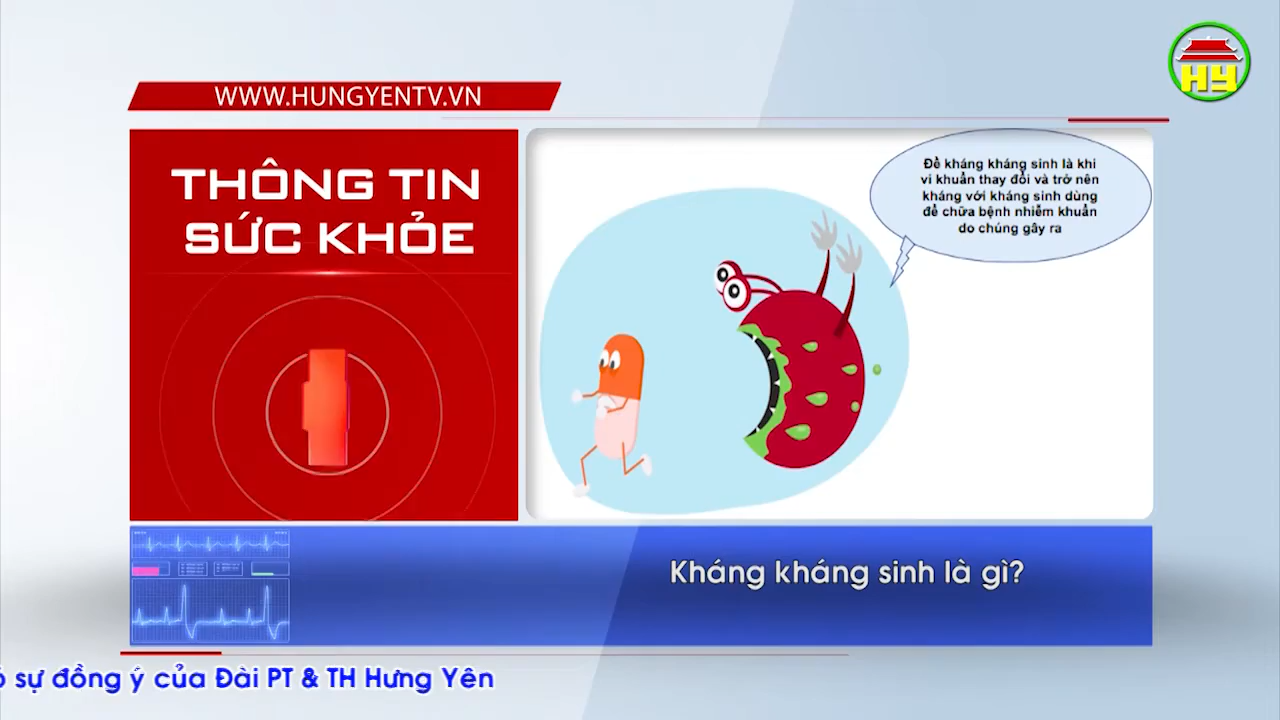 HY
WWW.HUNGYENTV.VN
THÔNG TIN
SỨC KHỎE
Đề kháng kháng sinh là khi
vi khuẩn thay đổi và trở nên
kháng với kháng sinh dùng
để chữa bệnh nhiễm khuẩn
do chúng gây ra
Kháng kháng sinh là gì?
sự đồng ý của Đài PT & TH Hưng Yên